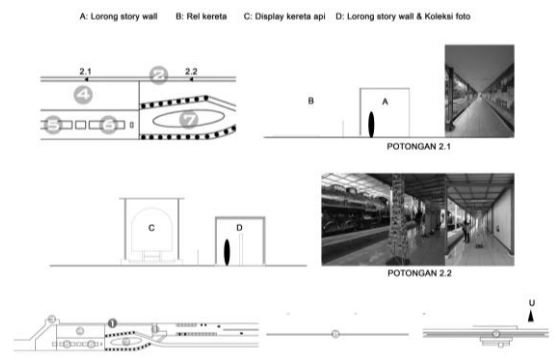 A: Lorong story wall B: Rel kereta C: Display kereta api D: Lorong story wall & Koleksi foto
2.1 2.2
2
4
5 6 7
B A
POTONGAN 2.1
C D
POTONGAN 2.2
U
1